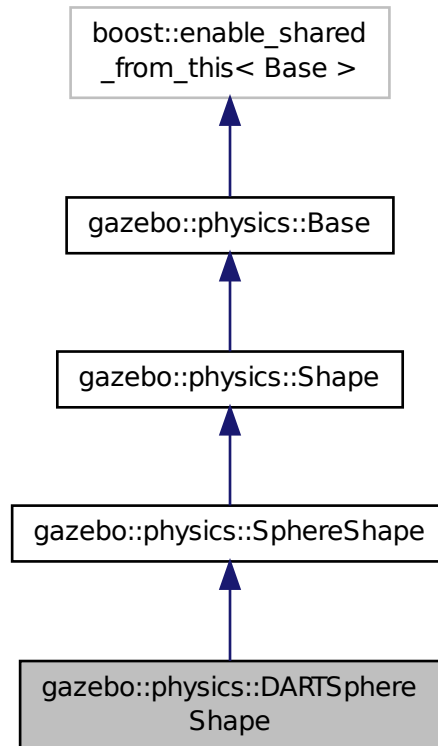 boost::enable_shared
_from_this< Base >
gazebo::physics::Base
gazebo::physics::Shape
gazebo::physics::SphereShape
gazebo::physics::DARTSphere
Shape